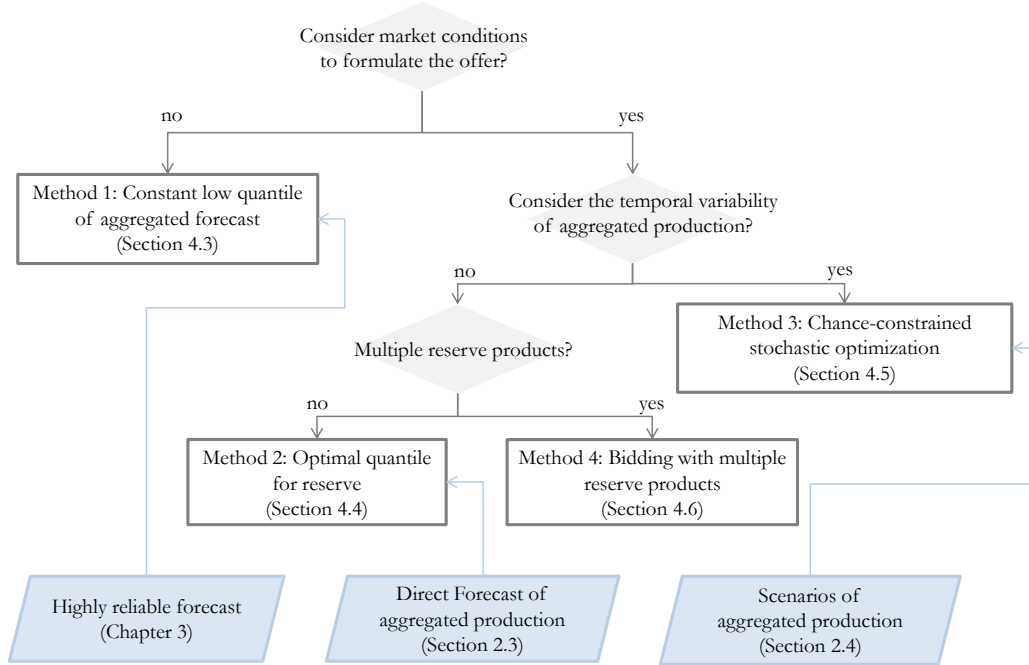 Consider market conditions
to formulate the offer?
no
yes
Method 1: Constant low quantile
of aggregated forecast
(Section 4.3)
Consider the temporal variability
of aggregated production?
no
yes
Multiple reserve products?
Method 3: Chance-constrained
stochastic optimization
(Section 4.5)
no
yes
Method 2: Optimal quantile
for reserve
(Section 4.4)
Method 4: Bidding with multiple
reserve products
(Section 4.6)
Highly reliable forecast
(Chapter 3)
Direct Forecast of
aggregated production
(Section 2.3)
Scenarios of
aggregated production
(Section 2.4)